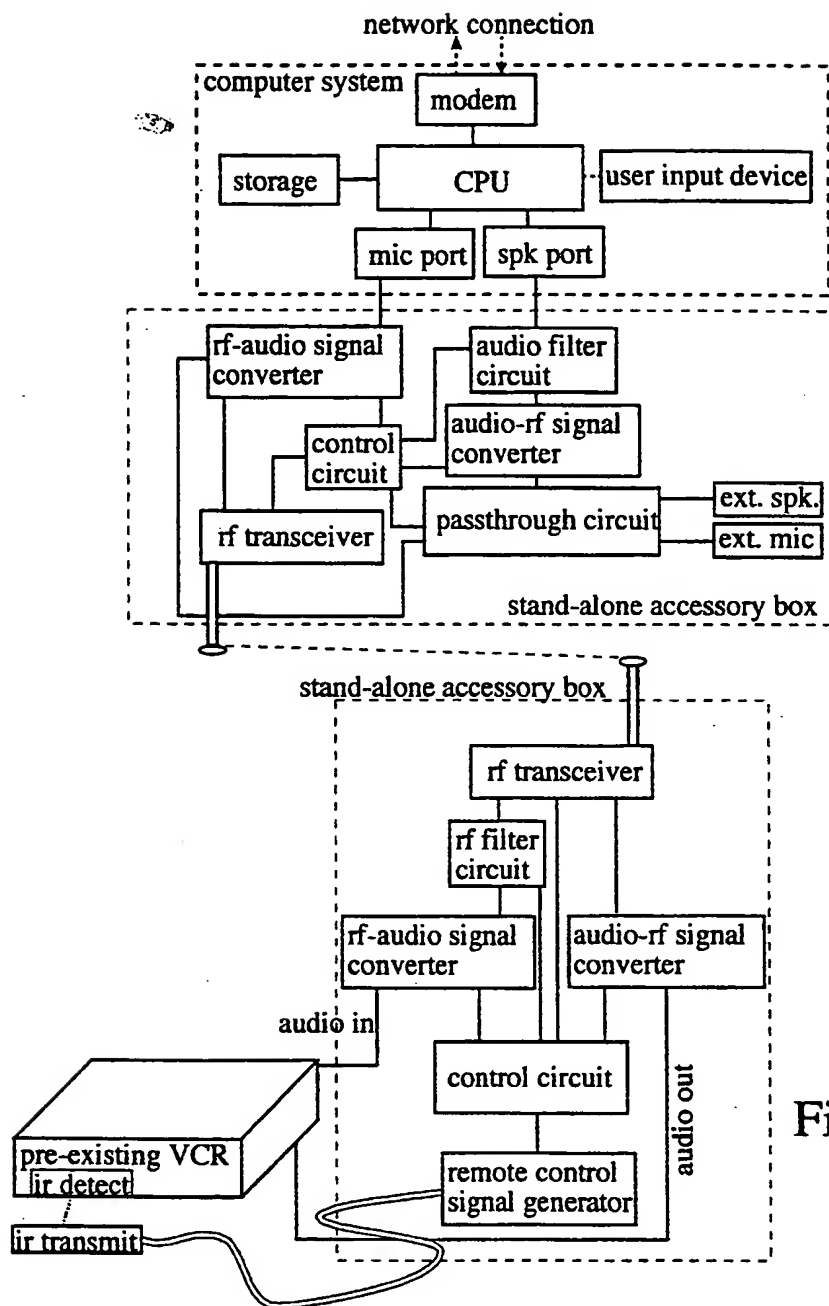 network connection
computer system
modem
storage
CPU
user input device
mic port
spk port
rf-audio signal
converter
audio filter
circuit
control
circuit
audio-rf signal
converter
rf transceiver
passthrough circuit
ext. spk.
ext. mic
stand-alone accessory box
stand-alone accessory box
rf transceiver
rf filter
circuit
rf-audio signal
converter
audio-rf signal
converter
audio in
control circuit
audio out
pre-existing VCR
ir detect
ir transmit
remote control
signal generator
Fi